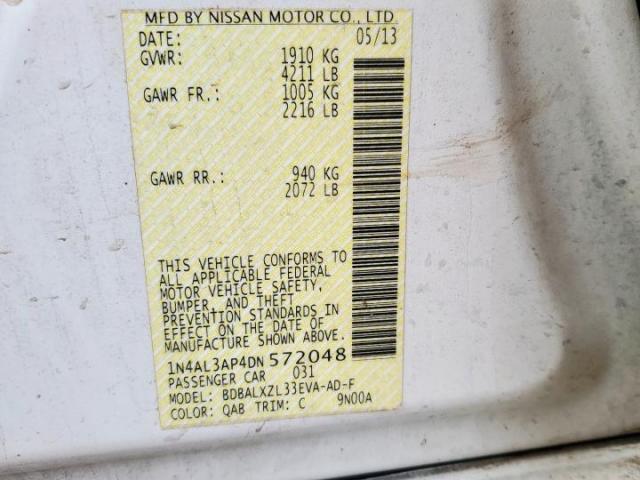 MFD BY NISSAN MOTOR CO., LTD
DATE: 05/13
GVWR: 1910 KG
4211 LB
GAWR FR.: 1005 KG
2216 LB
GAWR RR.: 940 KG
2072 LB
THIS VEHICLE CONFORMS TO
ALL APPLICABLE FEDERAL
MOTOR VEHICLE SAFETY,
BUMPER, AND THEFT
PREVENTION STANDARDS IN
EFFECT ON THE DATE OF
MANUFACTURE SHOWN ABOVE.
1N4AL3AP4DN 572048
PASSENGER CAR 031
MODEL: BDBALXZL33EVA-AD-F
COLOR: QAB TRIM: C 9N00A